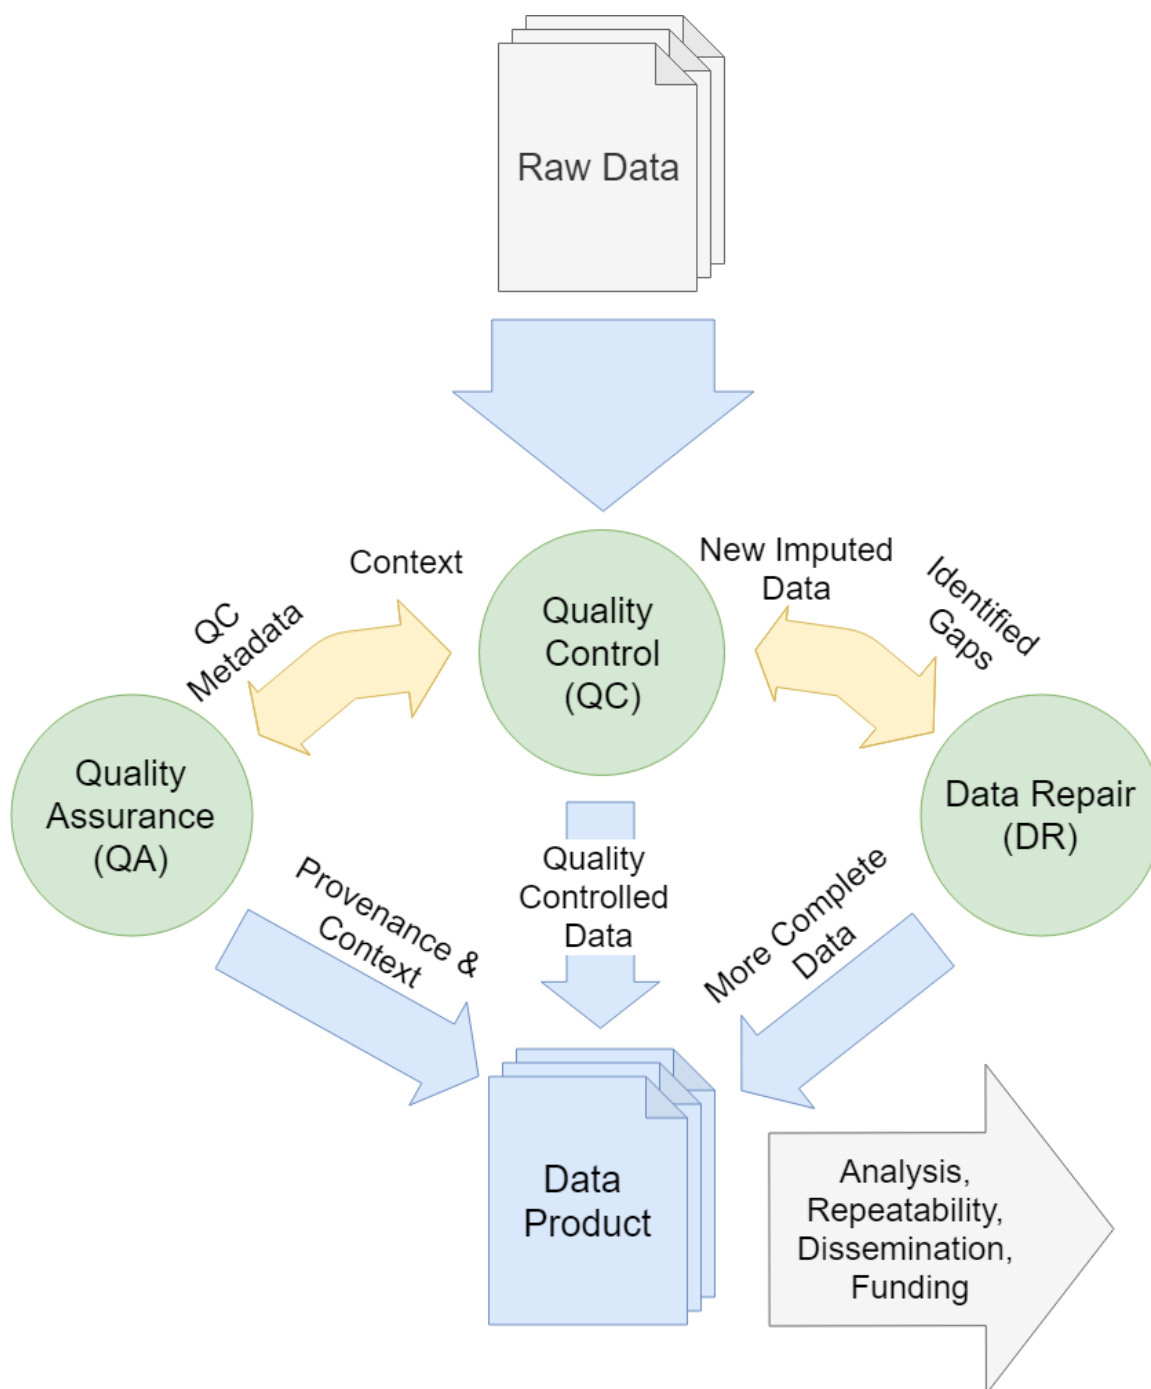 Raw Data
Context
QC
Metadata
Quality
Control
(QC)
New Imputed
Data
Identified
Gaps
Quality
Assurance
(QA)
Data Repair
(DR)
Provenance &
Context
Quality
Controlled
Data
More Complete
Data
Data
Product
Analysis,
Repeatability,
Dissemination,
Funding